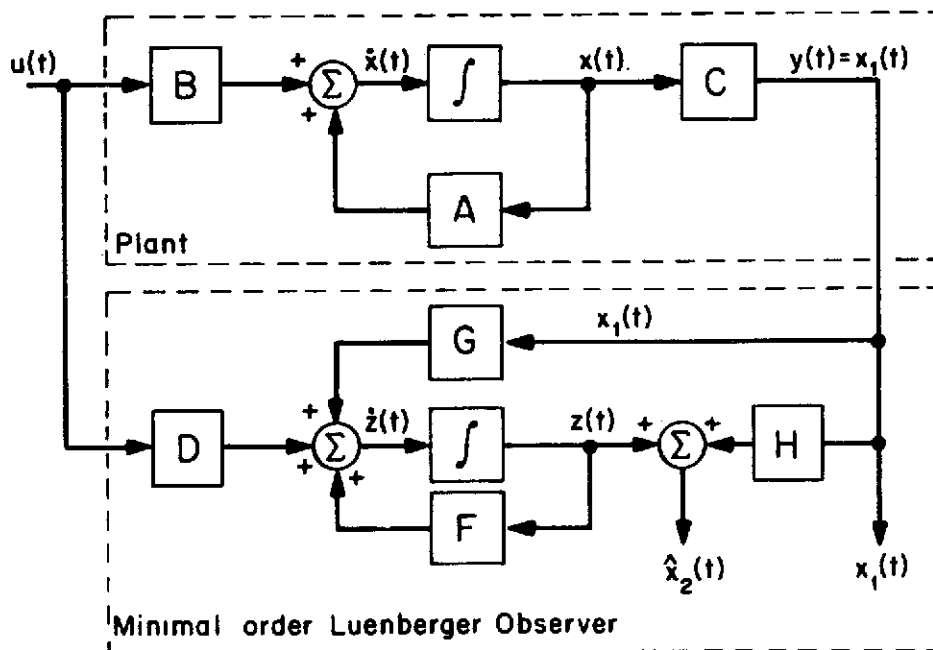 u(t)
B
+
+
Σ
ẋ(t)
∫
x(t).
C
y(t) = x₁(t)
A
Plant
G
x₁(t)
D
+
+
+
Σ
ż(t)
∫
z(t)
+
+
Σ
H
F
x̂₂(t)
x₁(t)
Minimal order Luenberger Observer